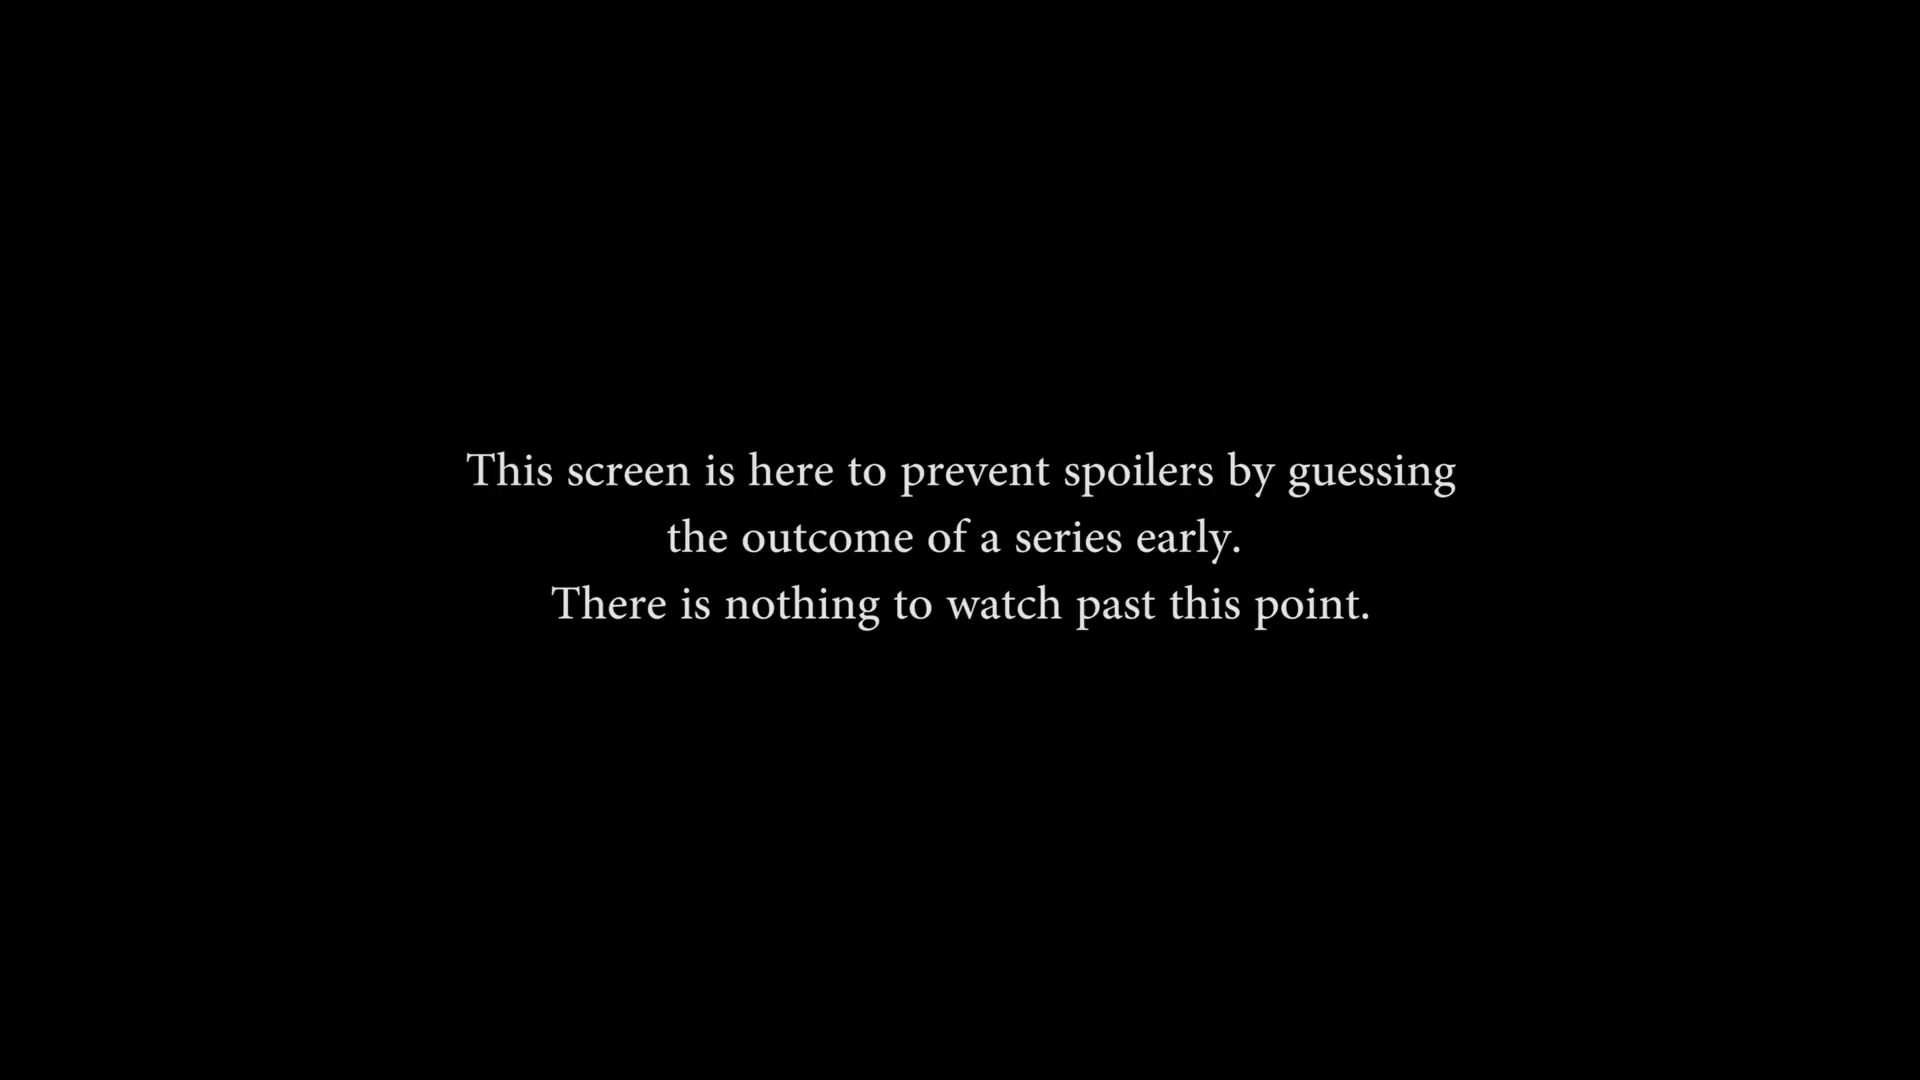 This screen is here to prevent spoilers by guessing
the outcome of a series early.
There is nothing to watch past this point.